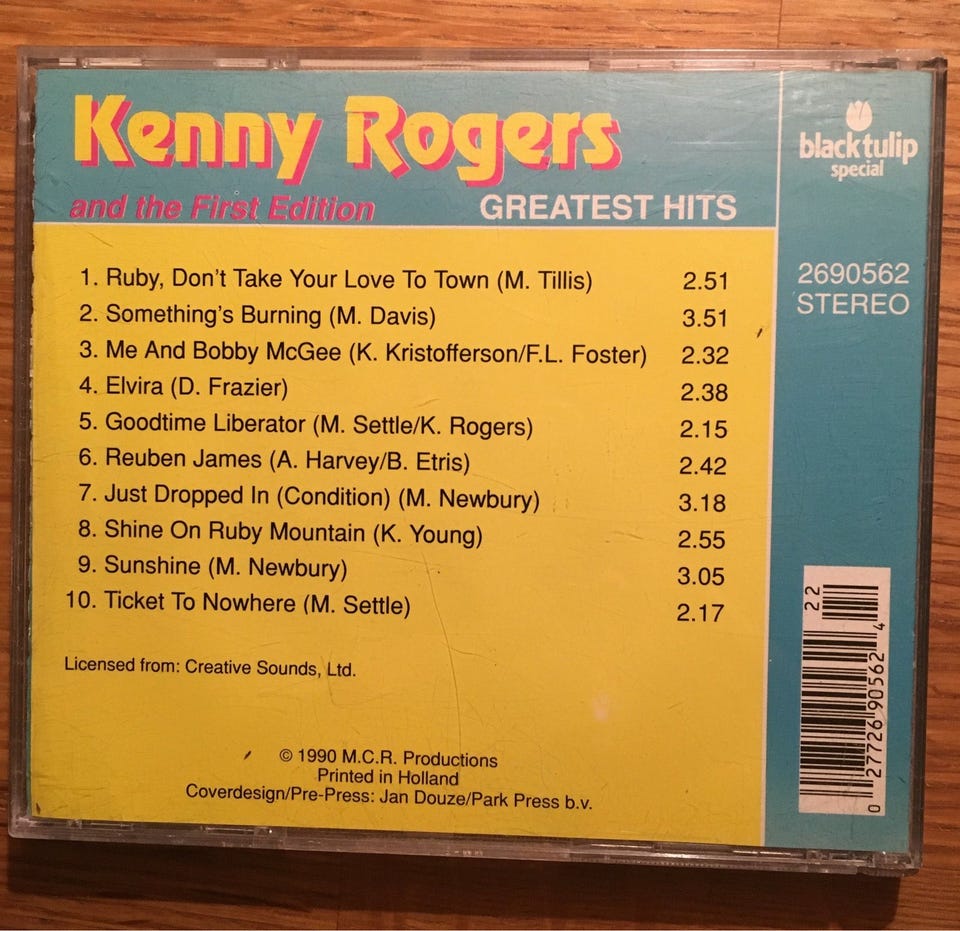 Kenny Rogers
and the First Edition GREATEST HITS
blacktulip
special
2690562
STEREO
1. Ruby, Don't Take Your Love To Town (M. Tillis) 2.51
2. Something's Burning (M. Davis) 3.51
3. Me And Bobby McGee (K. Kristofferson/F.L. Foster) 2.32
4. Elvira (D. Frazier) 2.38
5. Goodtime Liberator (M. Settle/K. Rogers) 2.15
6. Reuben James (A. Harvey/B. Etris) 2.42
7. Just Dropped In (Condition) (M. Newbury) 3.18
8. Shine On Ruby Mountain (K. Young) 2.55
9. Sunshine (M. Newbury) 3.05
10. Ticket To Nowhere (M. Settle) 2.17
Licensed from: Creative Sounds, Ltd.
© 1990 M.C.R. Productions
Printed in Holland
Coverdesign/Pre-Press: Jan Douze/Park Press b.v.
22
0 27726 90562 4